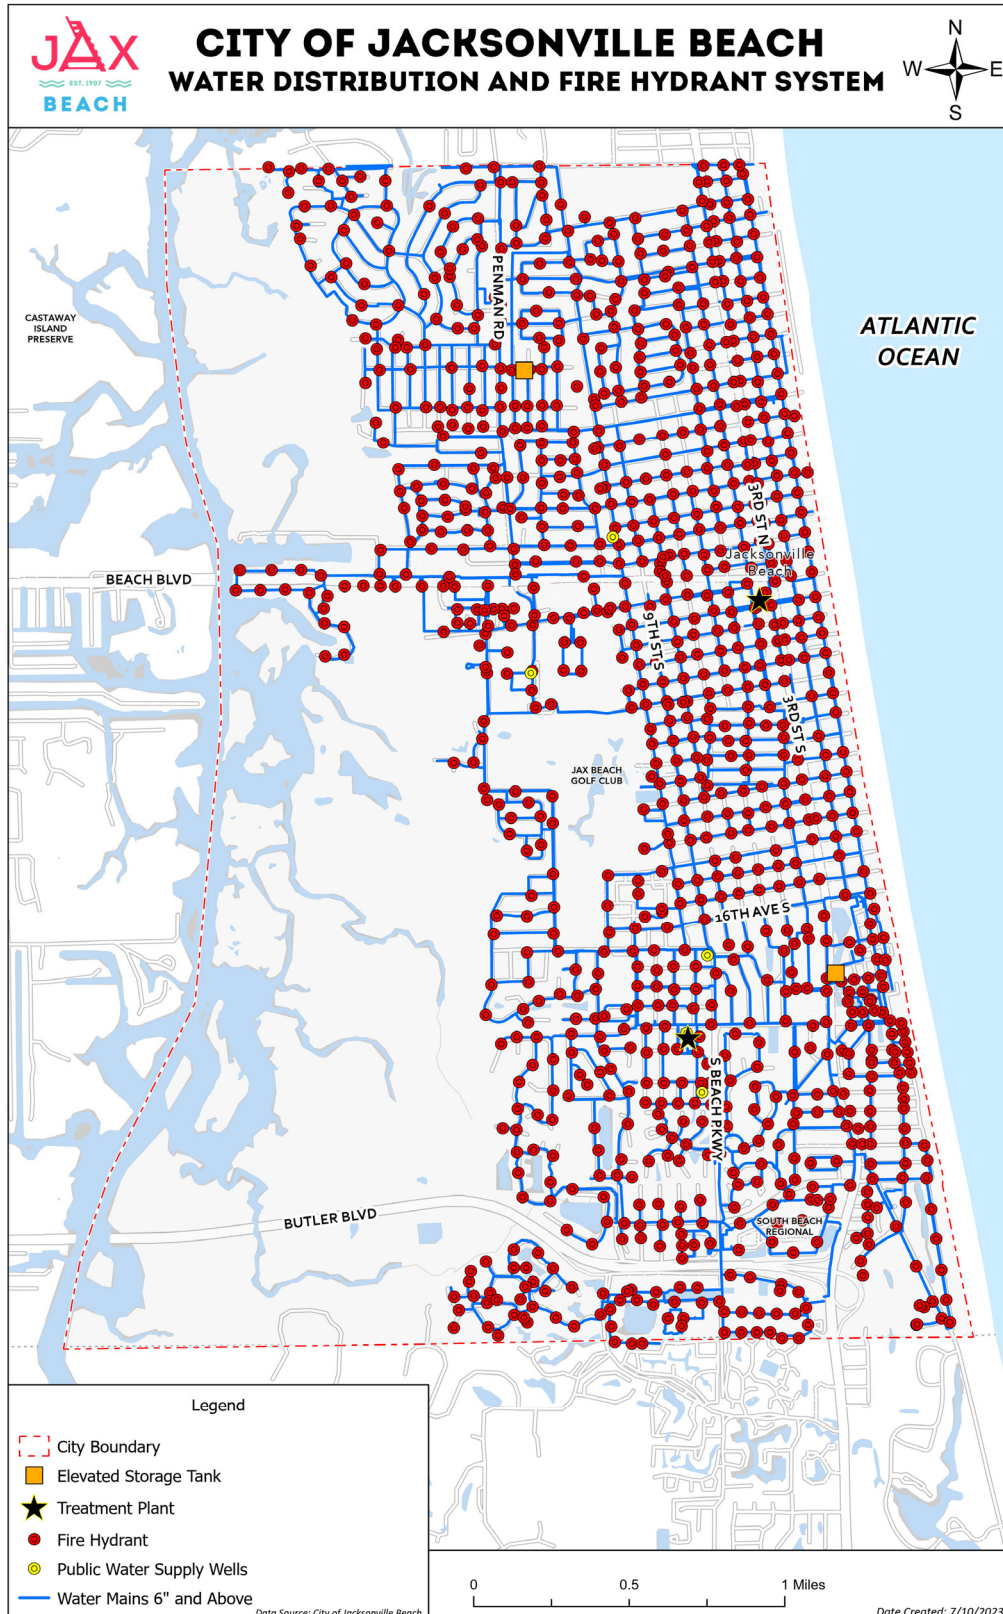 JAX
EST. 1907
BEACH
CITY OF JACKSONVILLE BEACH
WATER DISTRIBUTION AND FIRE HYDRANT SYSTEM
N
W E
S
PENMAN RD
CASTAWAY
ISLAND
PRESERVE
ATLANTIC
OCEAN
3RD ST N
Jacksonville
Beach
BEACH BLVD
9TH ST S
3RD ST S
JAX BEACH
GOLF CLUB
16TH AVE S
S BEACH PKWY
BUTLER BLVD
SOUTH BEACH
REGIONAL
Legend
City Boundary
Elevated Storage Tank
Treatment Plant
Fire Hydrant
Public Water Supply Wells
Water Mains 6" and Above
Data Source: City of Jacksonville Beach
0 0.5 1 Miles
Date Created: 7/10/2023